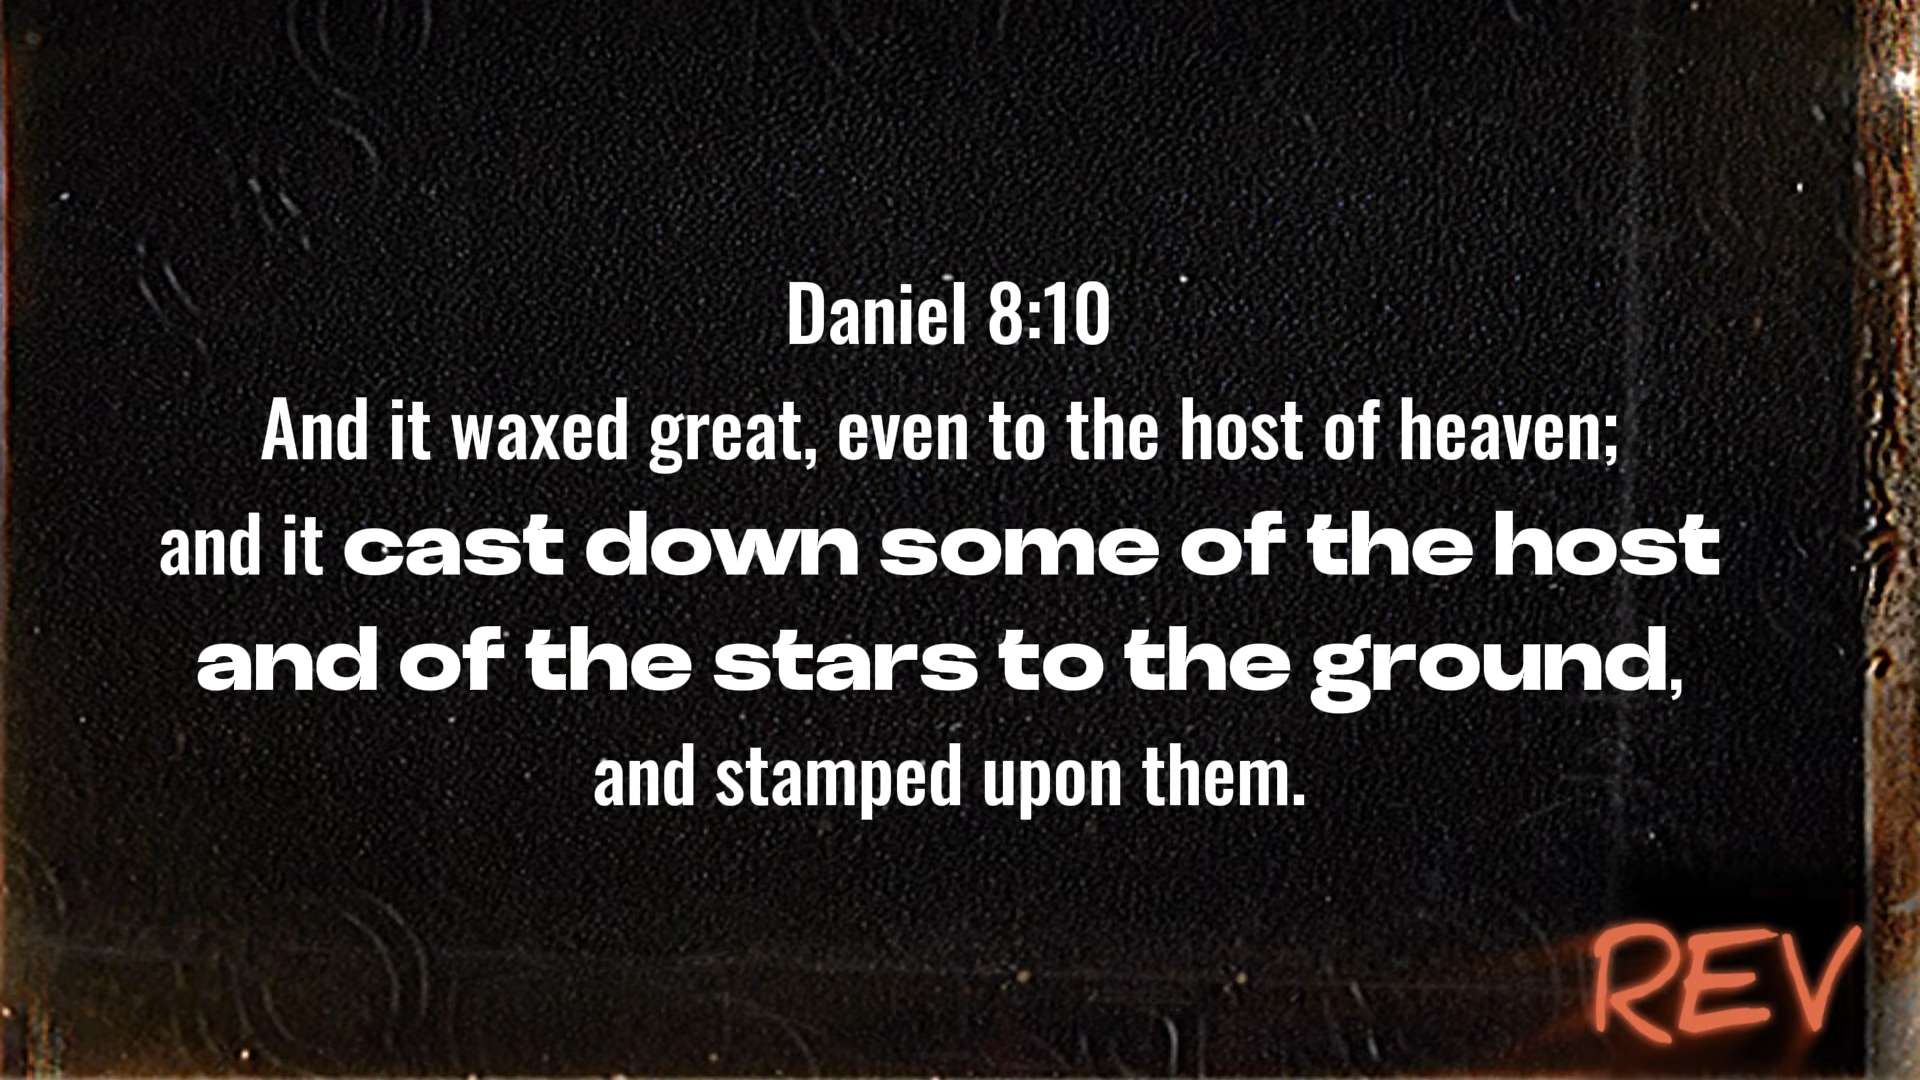 Daniel 8:10
And it waxed great, even to the host of heaven;
and it cast down some of the host
and of the stars to the ground,
and stamped upon them.
REV